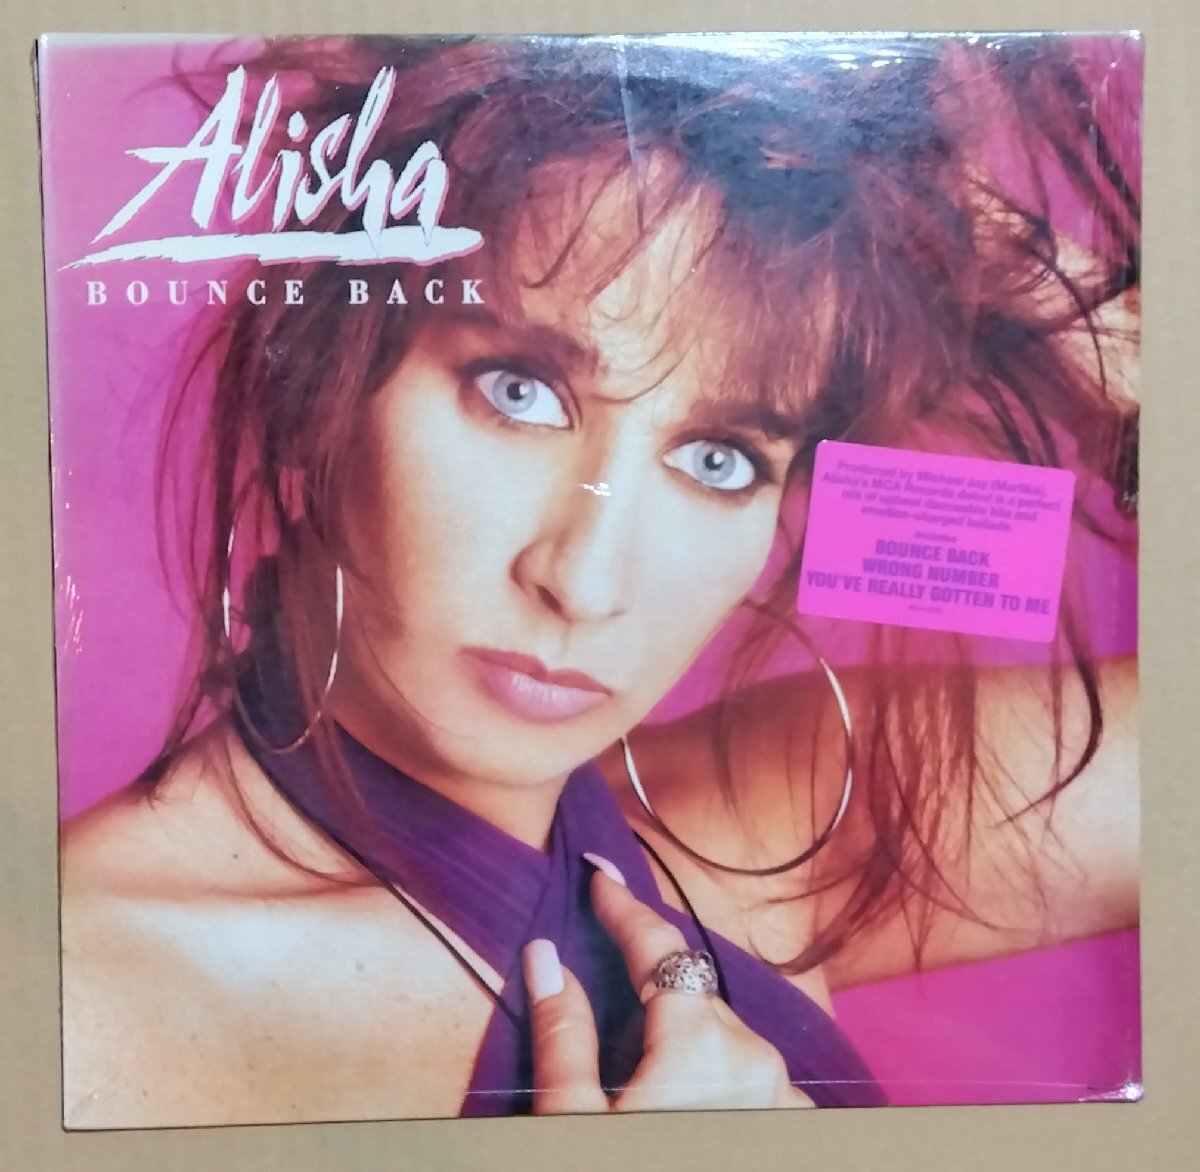 Alisha
BOUNCE BACK
Produced by Michael Jay (Martika),
Alisha's MCA Records debut is a perfect
mix of upbeat danceable hits and
emotion-charged ballads.
Includes
BOUNCE BACK
WRONG NUMBER
YOU'VE REALLY GOTTEN TO ME